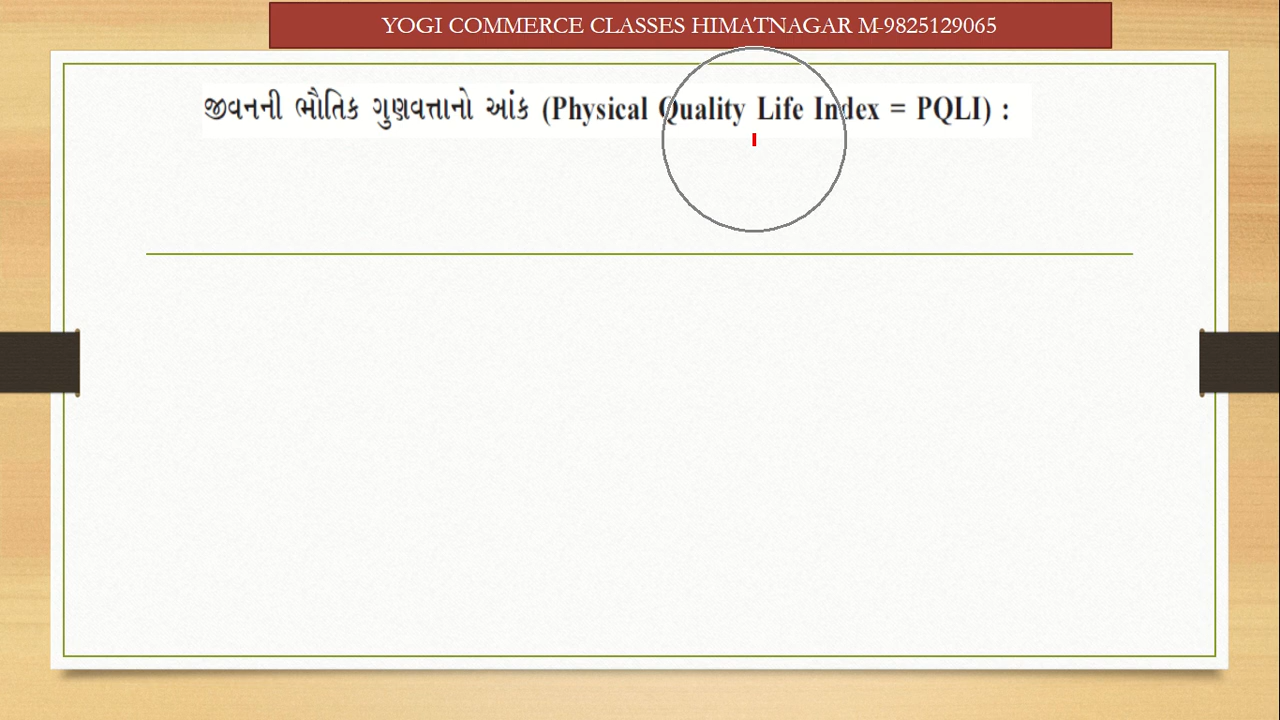 YOGI COMMERCE CLASSES HIMATNAGAR M-9825129065
જીવનની ભૌતિક ગુણવત્તાનો આંક (Physical Quality Life Index = PQLI) :